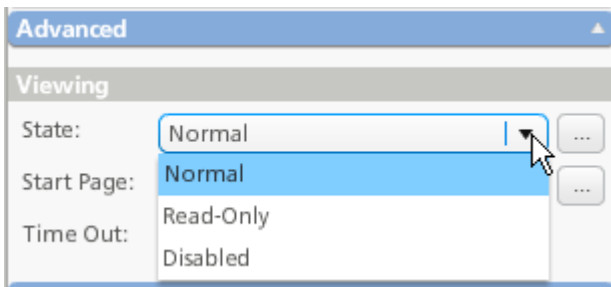 Advanced
Viewing
State:
Normal
...
Start Page:
Normal
...
Read-Only
Time Out:
Disabled